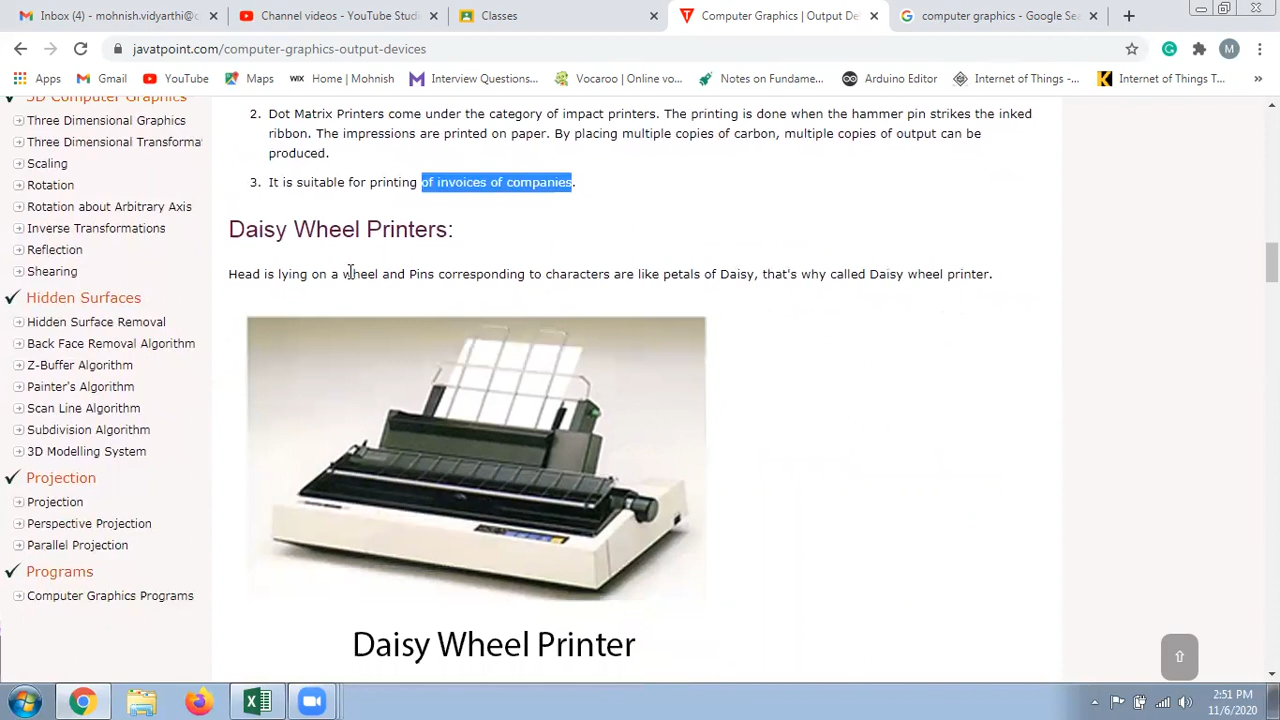 Inbox (4) - mohnish.vidyarthi@c
Channel videos - YouTube Studi
Classes
Computer Graphics | Output De
computer graphics - Google Sea
javatpoint.com/computer-graphics-output-devices
M
Apps
Gmail
YouTube
Maps
WIX Home | Mohnish
Interview Questions...
Vocaroo | Online vo...
Notes on Fundame...
Arduino Editor
Internet of Things -...
Internet of Things T...
»
3D Computer Graphics
Three Dimensional Graphics
Three Dimensional Transforma
Scaling
Rotation
Rotation about Arbitrary Axis
Inverse Transformations
Reflection
Shearing
Hidden Surfaces
Hidden Surface Removal
Back Face Removal Algorithm
Z-Buffer Algorithm
Painter's Algorithm
Scan Line Algorithm
Subdivision Algorithm
3D Modelling System
Projection
Projection
Perspective Projection
Parallel Projection
Programs
Computer Graphics Programs
2. Dot Matrix Printers come under the category of impact printers. The printing is done when the hammer pin strikes the inked
ribbon. The impressions are printed on paper. By placing multiple copies of carbon, multiple copies of output can be
produced.
3. It is suitable for printing of invoices of companies.
Daisy Wheel Printers:
Head is lying on a wheel and Pins corresponding to characters are like petals of Daisy, that's why called Daisy wheel printer.
Daisy Wheel Printer
2:51 PM
11/6/2020